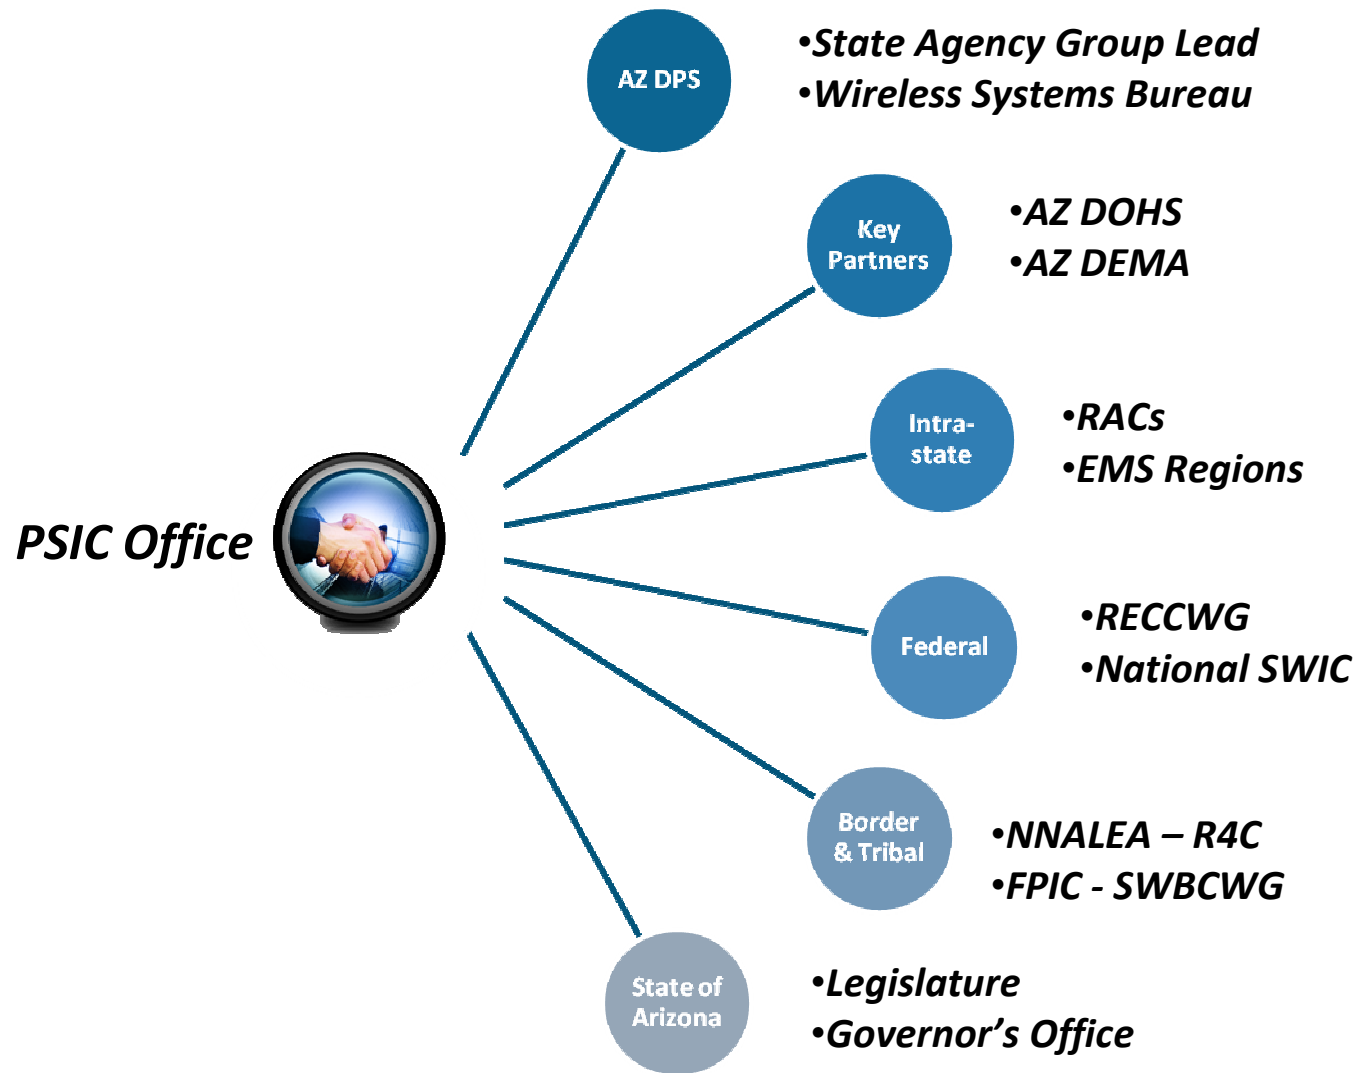 AZ DPS
•State Agency Group Lead
•Wireless Systems Bureau
Key
Partners
•AZ DOHS
•AZ DEMA
Intra-
state
•RACs
•EMS Regions
PSIC Office
Federal
•RECCWG
•National SWIC
Border
& Tribal
•NNALEA – R4C
•FPIC - SWBCWG
State of
Arizona
•Legislature
•Governor’s Office